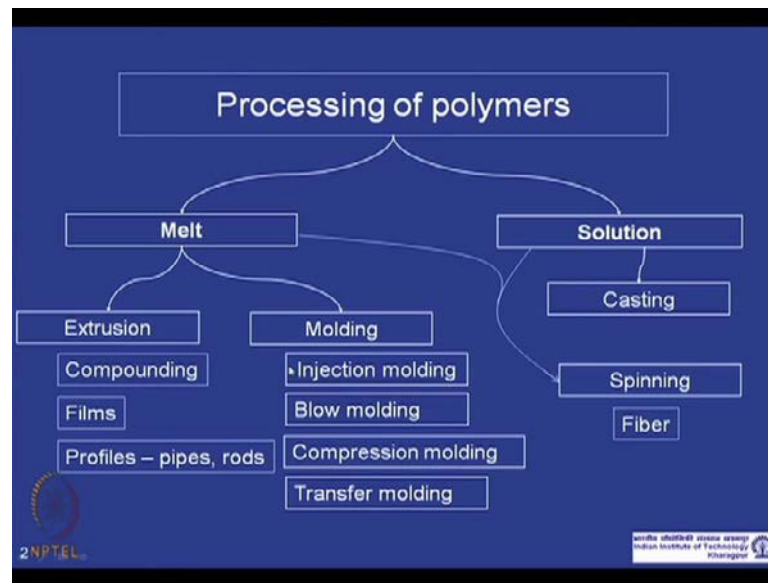 Processing of polymers
Melt
Solution
Extrusion
Molding
Casting
Compounding
Injection molding
Spinning
Films
Blow molding
Fiber
Profiles – pipes, rods
Compression molding
Transfer molding
2NPTEL
Indian Institute of Technology
Kharagpur